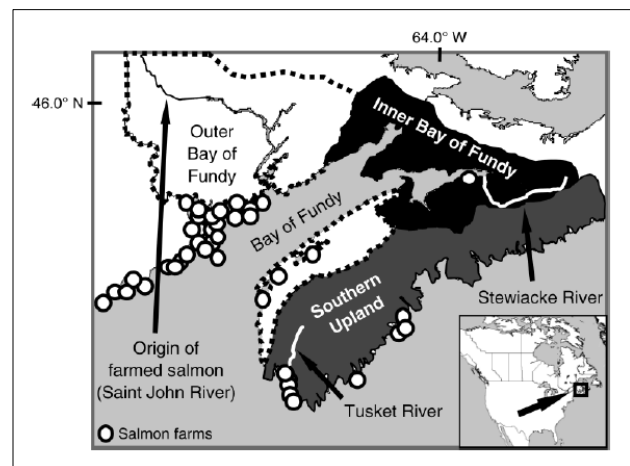 64.0° W
46.0° N
Outer
Bay of
Fundy
Inner Bay of Fundy
Bay of Fundy
Southern
Upland
Stewiacke River
Origin of
farmed salmon
(Saint John River)
Tusket River
Salmon farms